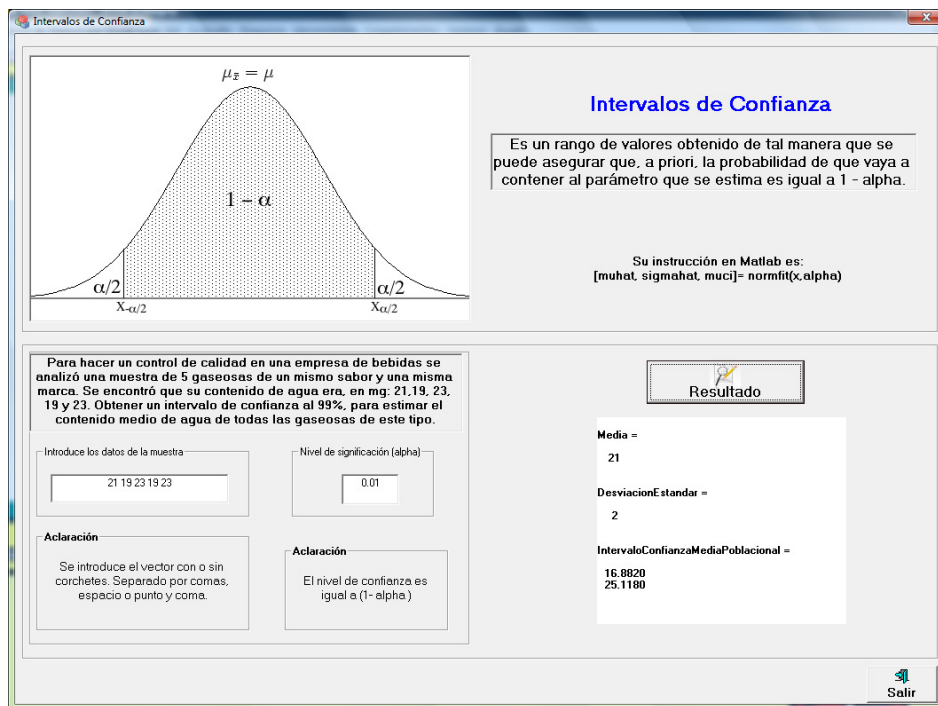 Intervalos de Confianza
μx̄ = μ
1 − α
α/2
α/2
X-α/2
Xα/2
Intervalos de Confianza
Es un rango de valores obtenido de tal manera que se
puede asegurar que, a priori, la probabilidad de que vaya a
contener al parámetro que se estima es igual a 1 - alpha.
Su instrucción en Matlab es:
[muhat, sigmahat, muci]= normfit(x,alpha)
Para hacer un control de calidad en una empresa de bebidas se
analizó una muestra de 5 gaseosas de un mismo sabor y una misma
marca. Se encontró que su contenido de agua era, en mg: 21,19, 23,
19 y 23. Obtener un intervalo de confianza al 99%, para estimar el
contenido medio de agua de todas las gaseosas de este tipo.
Introduce los datos de la muestra
21 19 23 19 23
Nivel de significación (alpha)
0.01
Aclaración
Se introduce el vector con o sin
corchetes. Separado por comas,
espacio o punto y coma.
Aclaración
El nivel de confianza es
igual a (1- alpha )
Resultado
Media =
21
DesviacionEstandar =
2
IntervaloConfianzaMediaPoblacional =
16.8820
25.1180
Salir